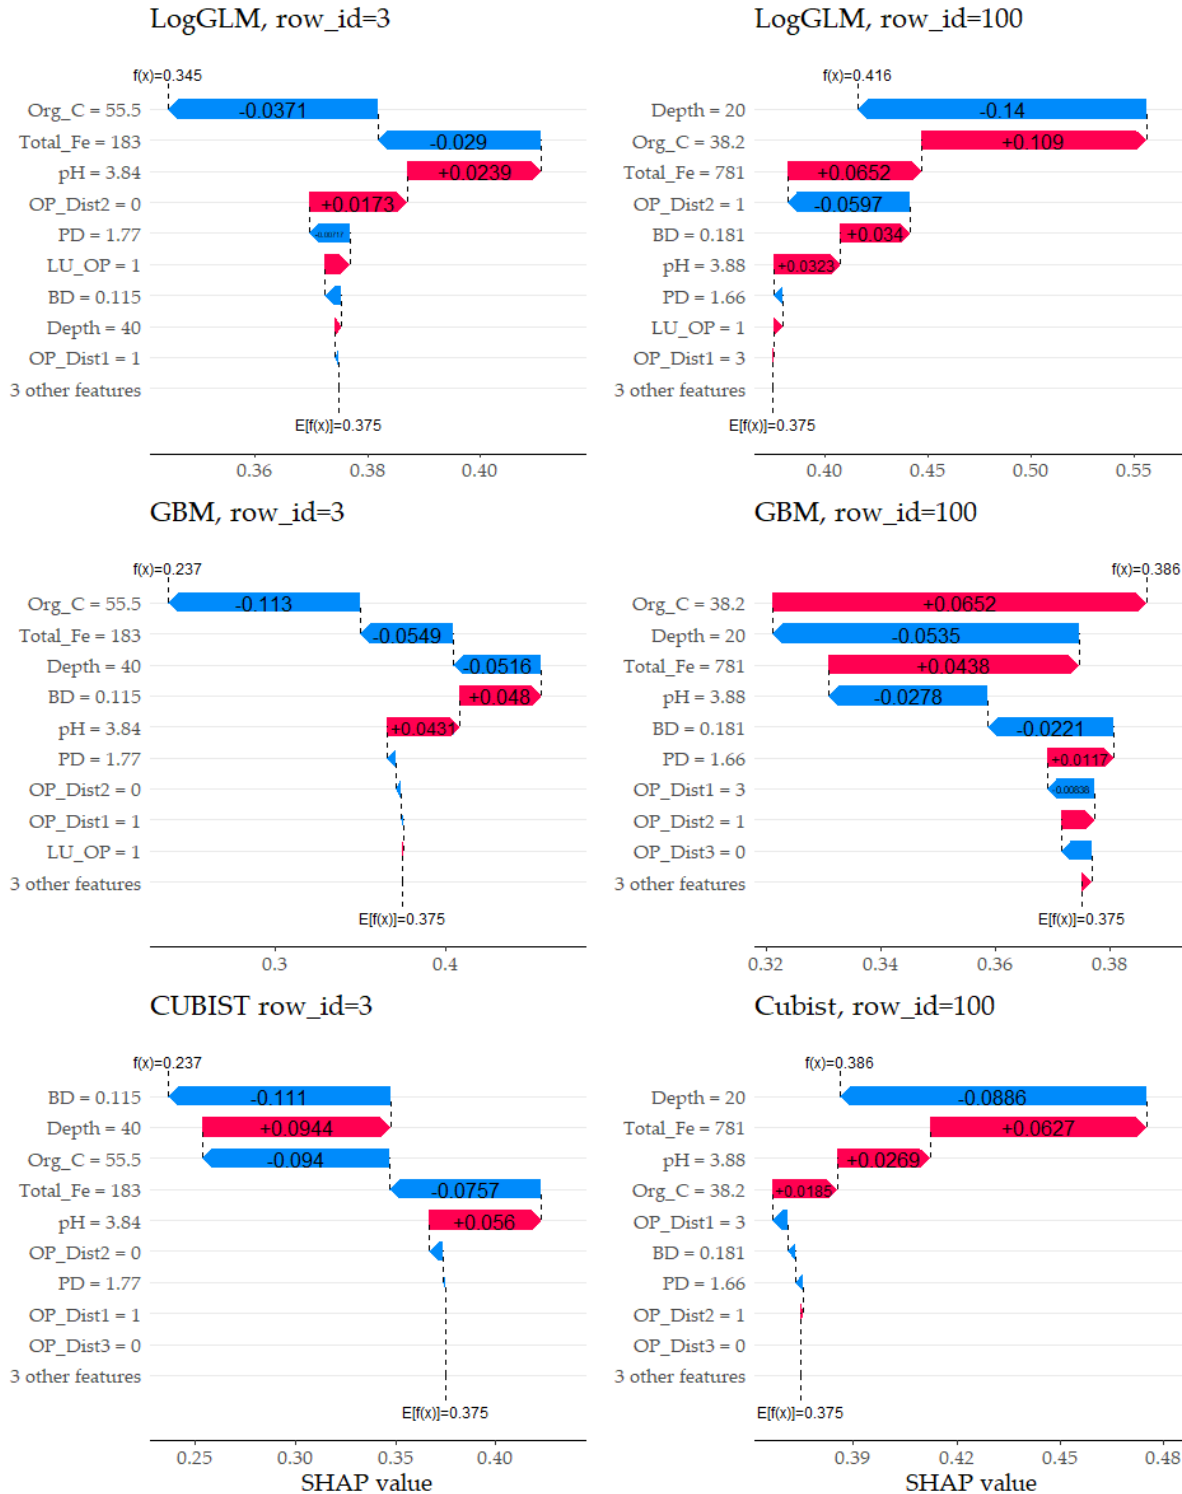 LogGLM, row_id=3
f(x)=0.345
Org_C = 55.5
-0.0371
Total_Fe = 183
-0.029
pH = 3.84
+0.0239
OP_Dist2 = 0
+0.0173
PD = 1.77
-0.00717
LU_OP = 1
BD = 0.115
Depth = 40
OP_Dist1 = 1
3 other features
E[f(x)]=0.375
0.36
0.38
0.40
LogGLM, row_id=100
f(x)=0.416
Depth = 20
-0.14
Org_C = 38.2
+0.109
Total_Fe = 781
+0.0652
OP_Dist2 = 1
-0.0597
BD = 0.181
+0.034
pH = 3.88
+0.0323
PD = 1.66
LU_OP = 1
OP_Dist1 = 3
3 other features
E[f(x)]=0.375
0.40
0.45
0.50
0.55
GBM, row_id=3
f(x)=0.237
Org_C = 55.5
-0.113
Total_Fe = 183
-0.0549
Depth = 40
-0.0516
BD = 0.115
+0.048
pH = 3.84
+0.0431
PD = 1.77
OP_Dist2 = 0
OP_Dist1 = 1
LU_OP = 1
3 other features
E[f(x)]=0.375
0.3
0.4
GBM, row_id=100
f(x)=0.386
Org_C = 38.2
+0.0652
Depth = 20
-0.0535
Total_Fe = 781
+0.0438
pH = 3.88
-0.0278
BD = 0.181
-0.0221
PD = 1.66
+0.0117
OP_Dist1 = 3
0.00838
OP_Dist2 = 1
OP_Dist3 = 0
3 other features
E[f(x)]=0.375
0.32
0.34
0.36
0.38
CUBIST row_id=3
f(x)=0.237
BD = 0.115
-0.111
Depth = 40
+0.0944
Org_C = 55.5
-0.094
Total_Fe = 183
-0.0757
pH = 3.84
+0.056
OP_Dist2 = 0
PD = 1.77
OP_Dist1 = 1
OP_Dist3 = 0
3 other features
E[f(x)]=0.375
0.25
0.30
0.35
0.40
SHAP value
Cubist, row_id=100
f(x)=0.386
Depth = 20
-0.0886
Total_Fe = 781
+0.0627
pH = 3.88
+0.0269
Org_C = 38.2
+0.0185
OP_Dist1 = 3
BD = 0.181
PD = 1.66
OP_Dist2 = 1
OP_Dist3 = 0
3 other features
E[f(x)]=0.375
0.39
0.42
0.45
0.48
SHAP value